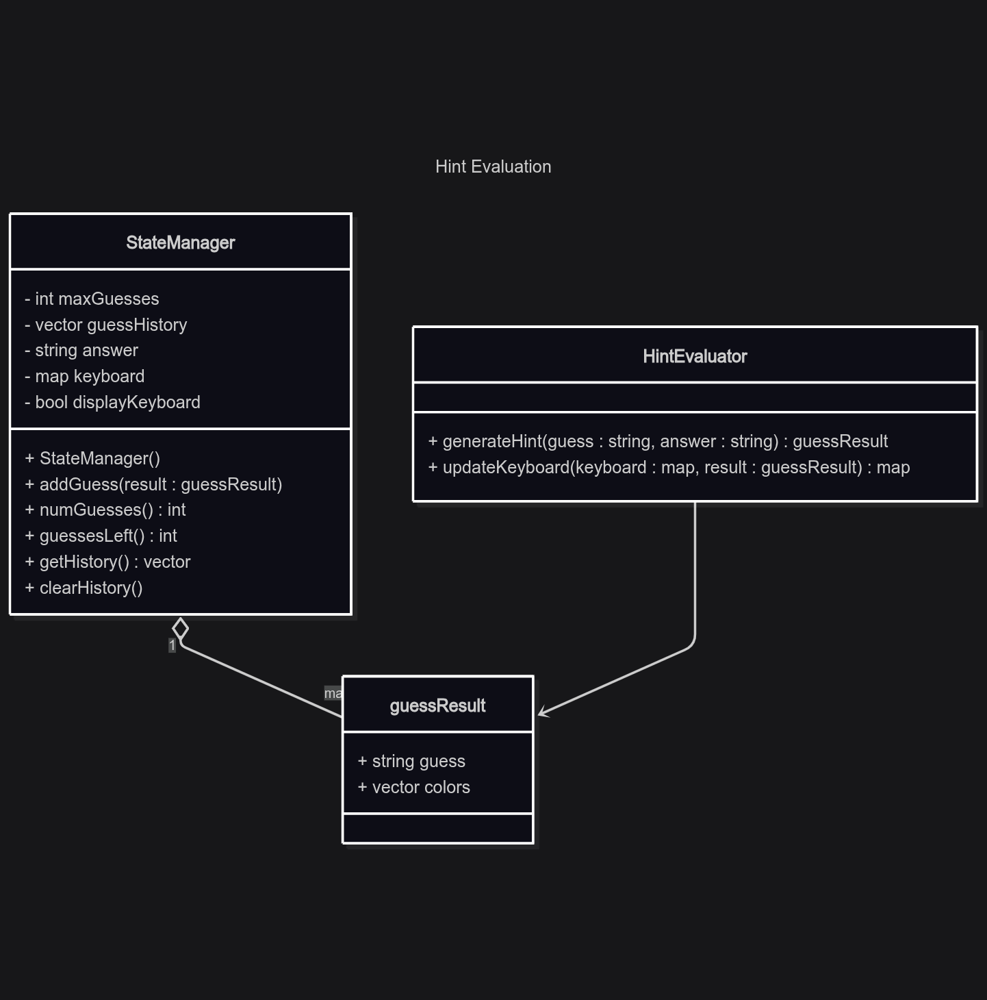 Hint Evaluation
StateManager
- int maxGuesses
- vector guessHistory
- string answer
- map keyboard
- bool displayKeyboard
+ StateManager()
+ addGuess(result : guessResult)
+ numGuesses() : int
+ guessesLeft() : int
+ getHistory() : vector
+ clearHistory()
HintEvaluator
+ generateHint(guess : string, answer : string) : guessResult
+ updateKeyboard(keyboard : map, result : guessResult) : map
1
ma
guessResult
+ string guess
+ vector colors